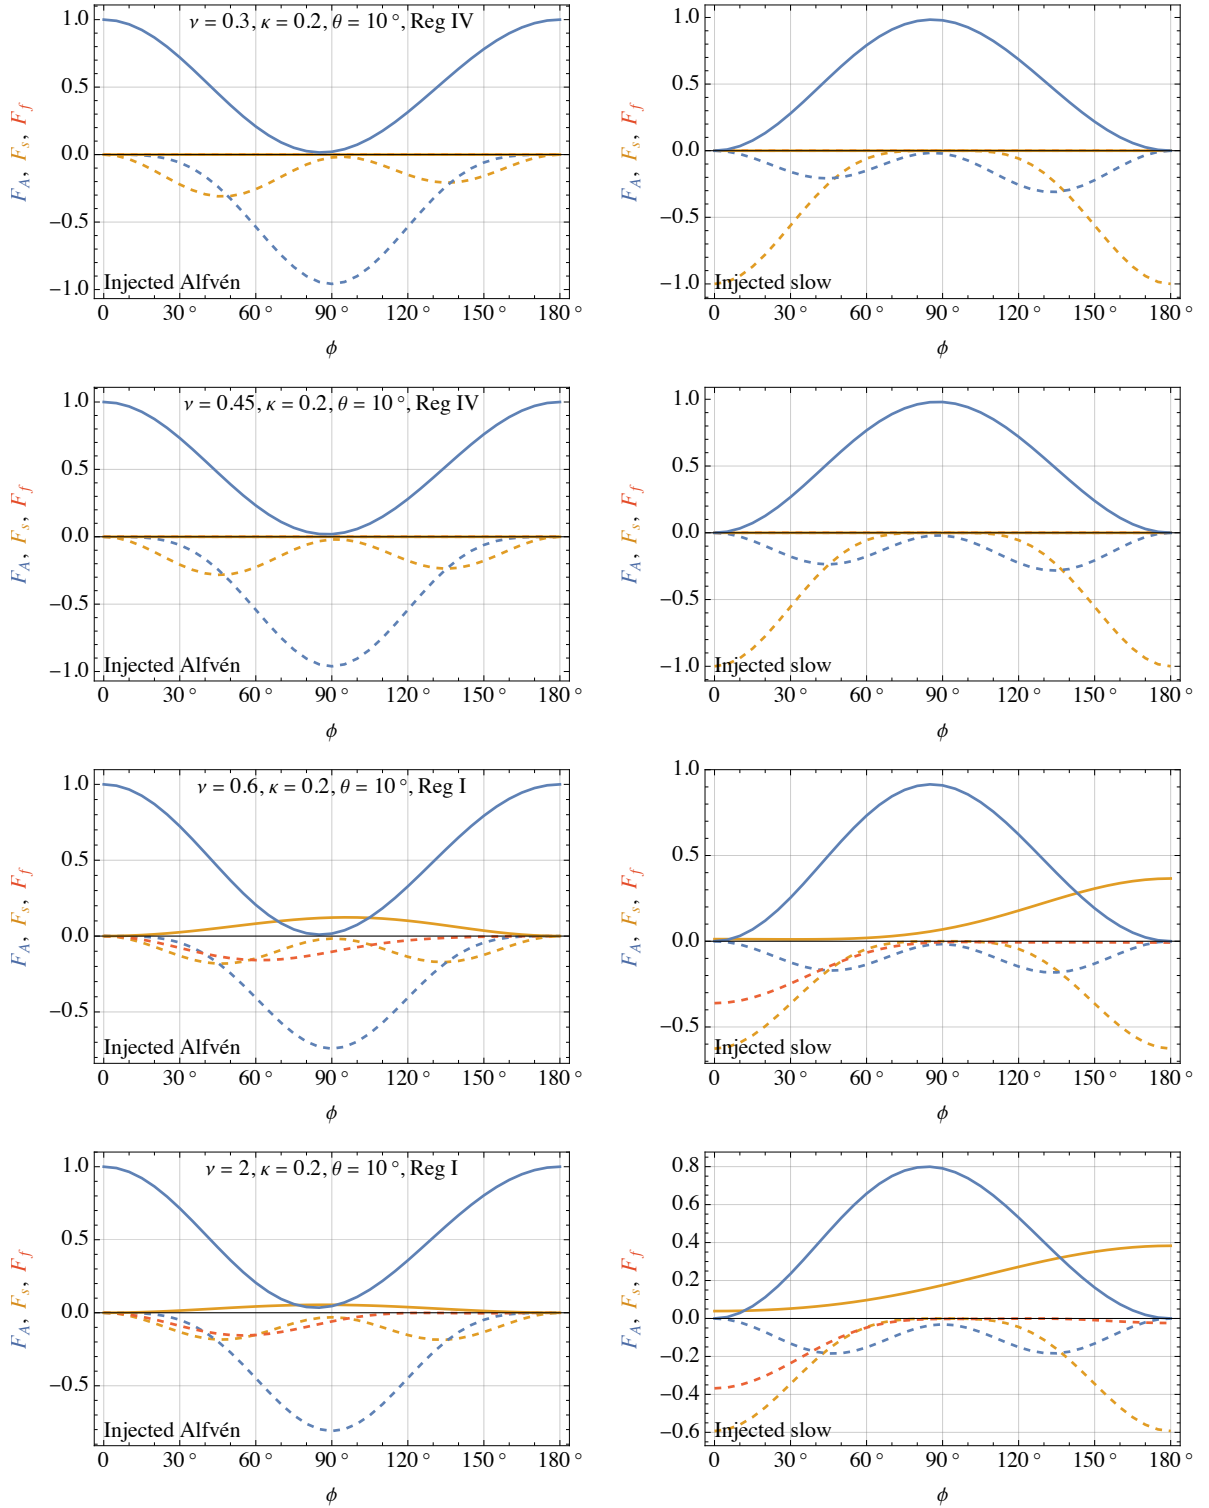 ν = 0.3, κ = 0.2, θ = 10 °, Reg IV
1.0
0.5
0.0
−0.5
−1.0
F_A, F_s, F_f
Injected Alfvén
0 30 ° 60 ° 90 ° 120 ° 150 ° 180 °
ϕ
1.0
0.5
0.0
−0.5
−1.0
F_A, F_s, F_f
Injected slow
0 30 ° 60 ° 90 ° 120 ° 150 ° 180 °
ϕ
ν = 0.45, κ = 0.2, θ = 10 °, Reg IV
1.0
0.5
0.0
−0.5
−1.0
F_A, F_s, F_f
Injected Alfvén
0 30 ° 60 ° 90 ° 120 ° 150 ° 180 °
ϕ
1.0
0.5
0.0
−0.5
−1.0
F_A, F_s, F_f
Injected slow
0 30 ° 60 ° 90 ° 120 ° 150 ° 180 °
ϕ
ν = 0.6, κ = 0.2, θ = 10 °, Reg I
1.0
0.5
0.0
−0.5
F_A, F_s, F_f
Injected Alfvén
0 30 ° 60 ° 90 ° 120 ° 150 ° 180 °
ϕ
1.0
0.5
0.0
−0.5
F_A, F_s, F_f
Injected slow
0 30 ° 60 ° 90 ° 120 ° 150 ° 180 °
ϕ
ν = 2, κ = 0.2, θ = 10 °, Reg I
1.0
0.5
0.0
−0.5
F_A, F_s, F_f
Injected Alfvén
0 30 ° 60 ° 90 ° 120 ° 150 ° 180 °
ϕ
0.8
0.6
0.4
0.2
0.0
−0.2
−0.4
−0.6
F_A, F_s, F_f
Injected slow
0 30 ° 60 ° 90 ° 120 ° 150 ° 180 °
ϕ